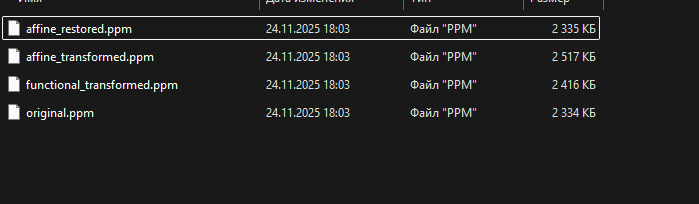 Имя Дата изменения Тип Размер
affine_restored.ppm 24.11.2025 18:03 Файл "PPM" 2 335 КБ
affine_transformed.ppm 24.11.2025 18:03 Файл "PPM" 2 517 КБ
functional_transformed.ppm 24.11.2025 18:03 Файл "PPM" 2 416 КБ
original.ppm 24.11.2025 18:03 Файл "PPM" 2 334 КБ